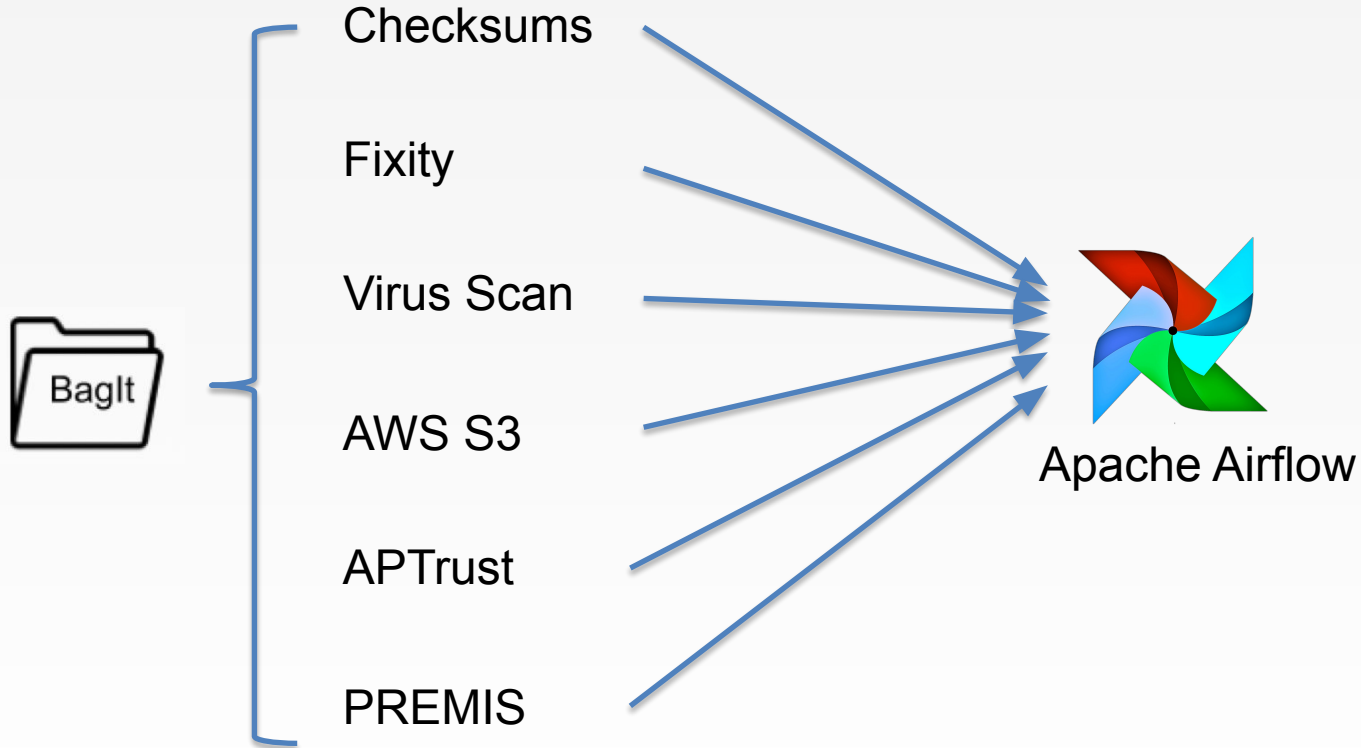 Checksums
Fixity
Virus Scan
BagIt
AWS S3
Apache Airflow
APTrust
PREMIS